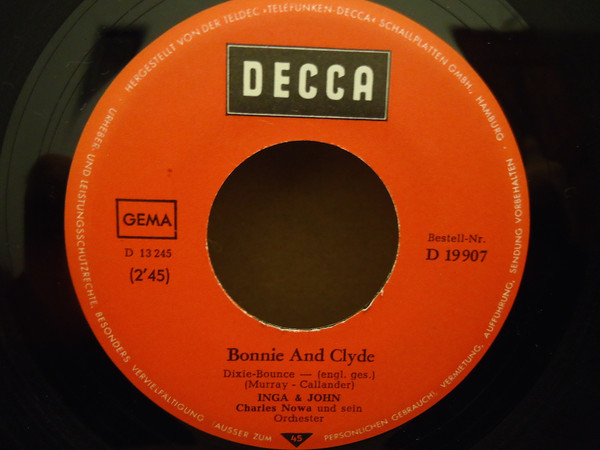 HERGESTELLT VON DER TELDEC »TELEFUNKEN-DECCA« SCHALLPLATTEN GMBH., HAMBURG
DECCA
GEMA
D 13 245
(2'45)
Bestell-Nr.
D 19907
Bonnie And Clyde
Dixie-Bounce — (engl. ges.)
(Murray - Callander)
INGA & JOHN
Charles Nowa und sein
Orchester
URHEBER- UND LEISTUNGSSCHUTZRECHTE, BESONDERS VERVIELFÄLTIGUNG (AUSSER ZUM PERSÖNLICHEN GEBRAUCH), VERMIETUNG, AUFFÜHRUNG, SENDUNG VORBEHALTEN
45